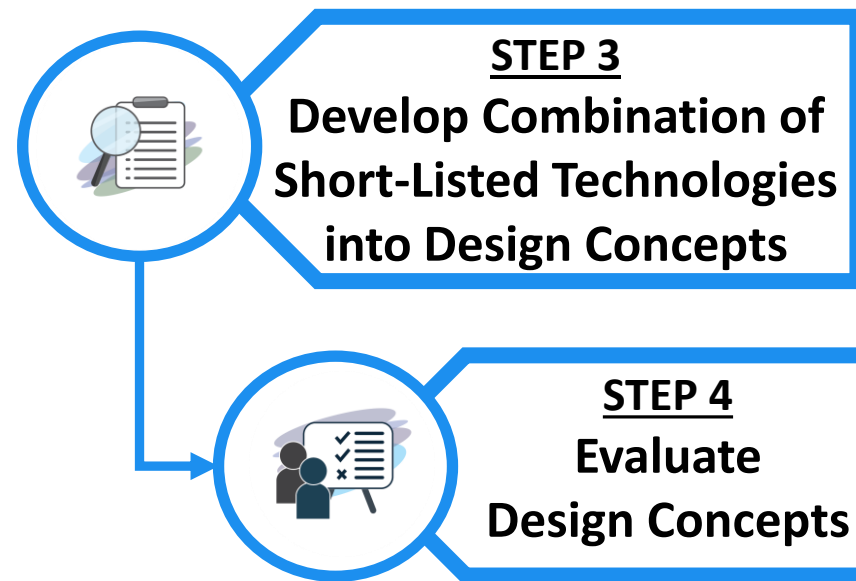 STEP 3
Develop Combination of
Short-Listed Technologies
into Design Concepts
STEP 4
Evaluate
Design Concepts